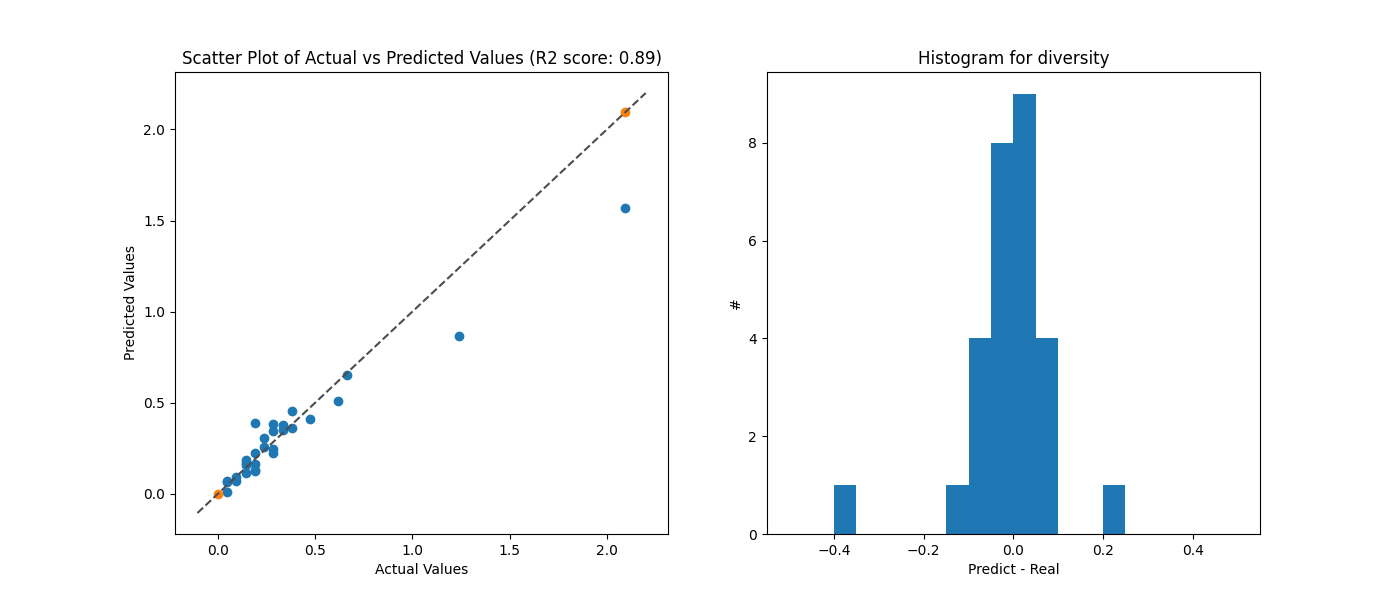 Scatter Plot of Actual vs Predicted Values (R2 score: 0.89)
2.0
1.5
1.0
0.5
0.0
Predicted Values
0.0 0.5 1.0 1.5 2.0
Actual Values
Histogram for diversity
8
6
4
2
0
#
−0.4 −0.2 0.0 0.2 0.4
Predict - Real